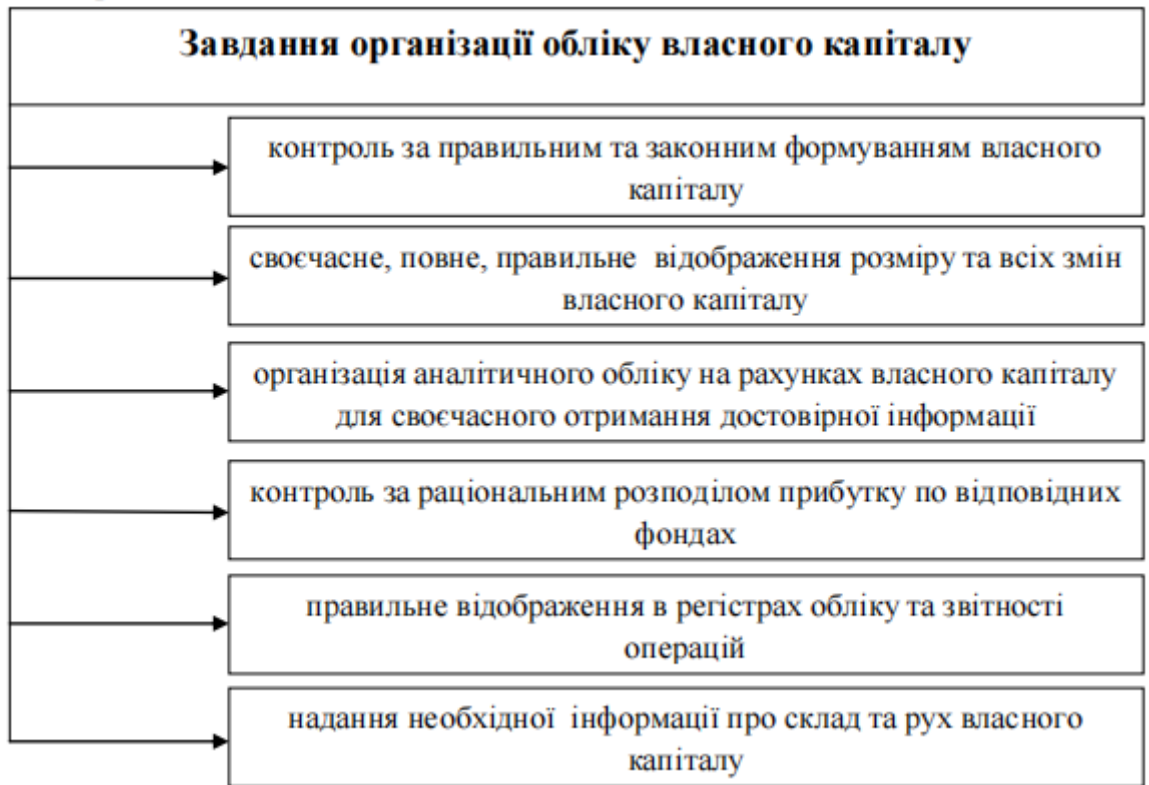 Завдання організації обліку власного капіталу
контроль за правильним та законним формуванням власного
капіталу
своєчасне, повне, правильне відображення розміру та всіх змін
власного капіталу
організація аналітичного обліку на рахунках власного капіталу
для своєчасного отримання достовірної інформації
контроль за раціональним розподілом прибутку по відповідних
фондах
правильне відображення в регістрах обліку та звітності
операцій
надання необхідної інформації про склад та рух власного
капіталу